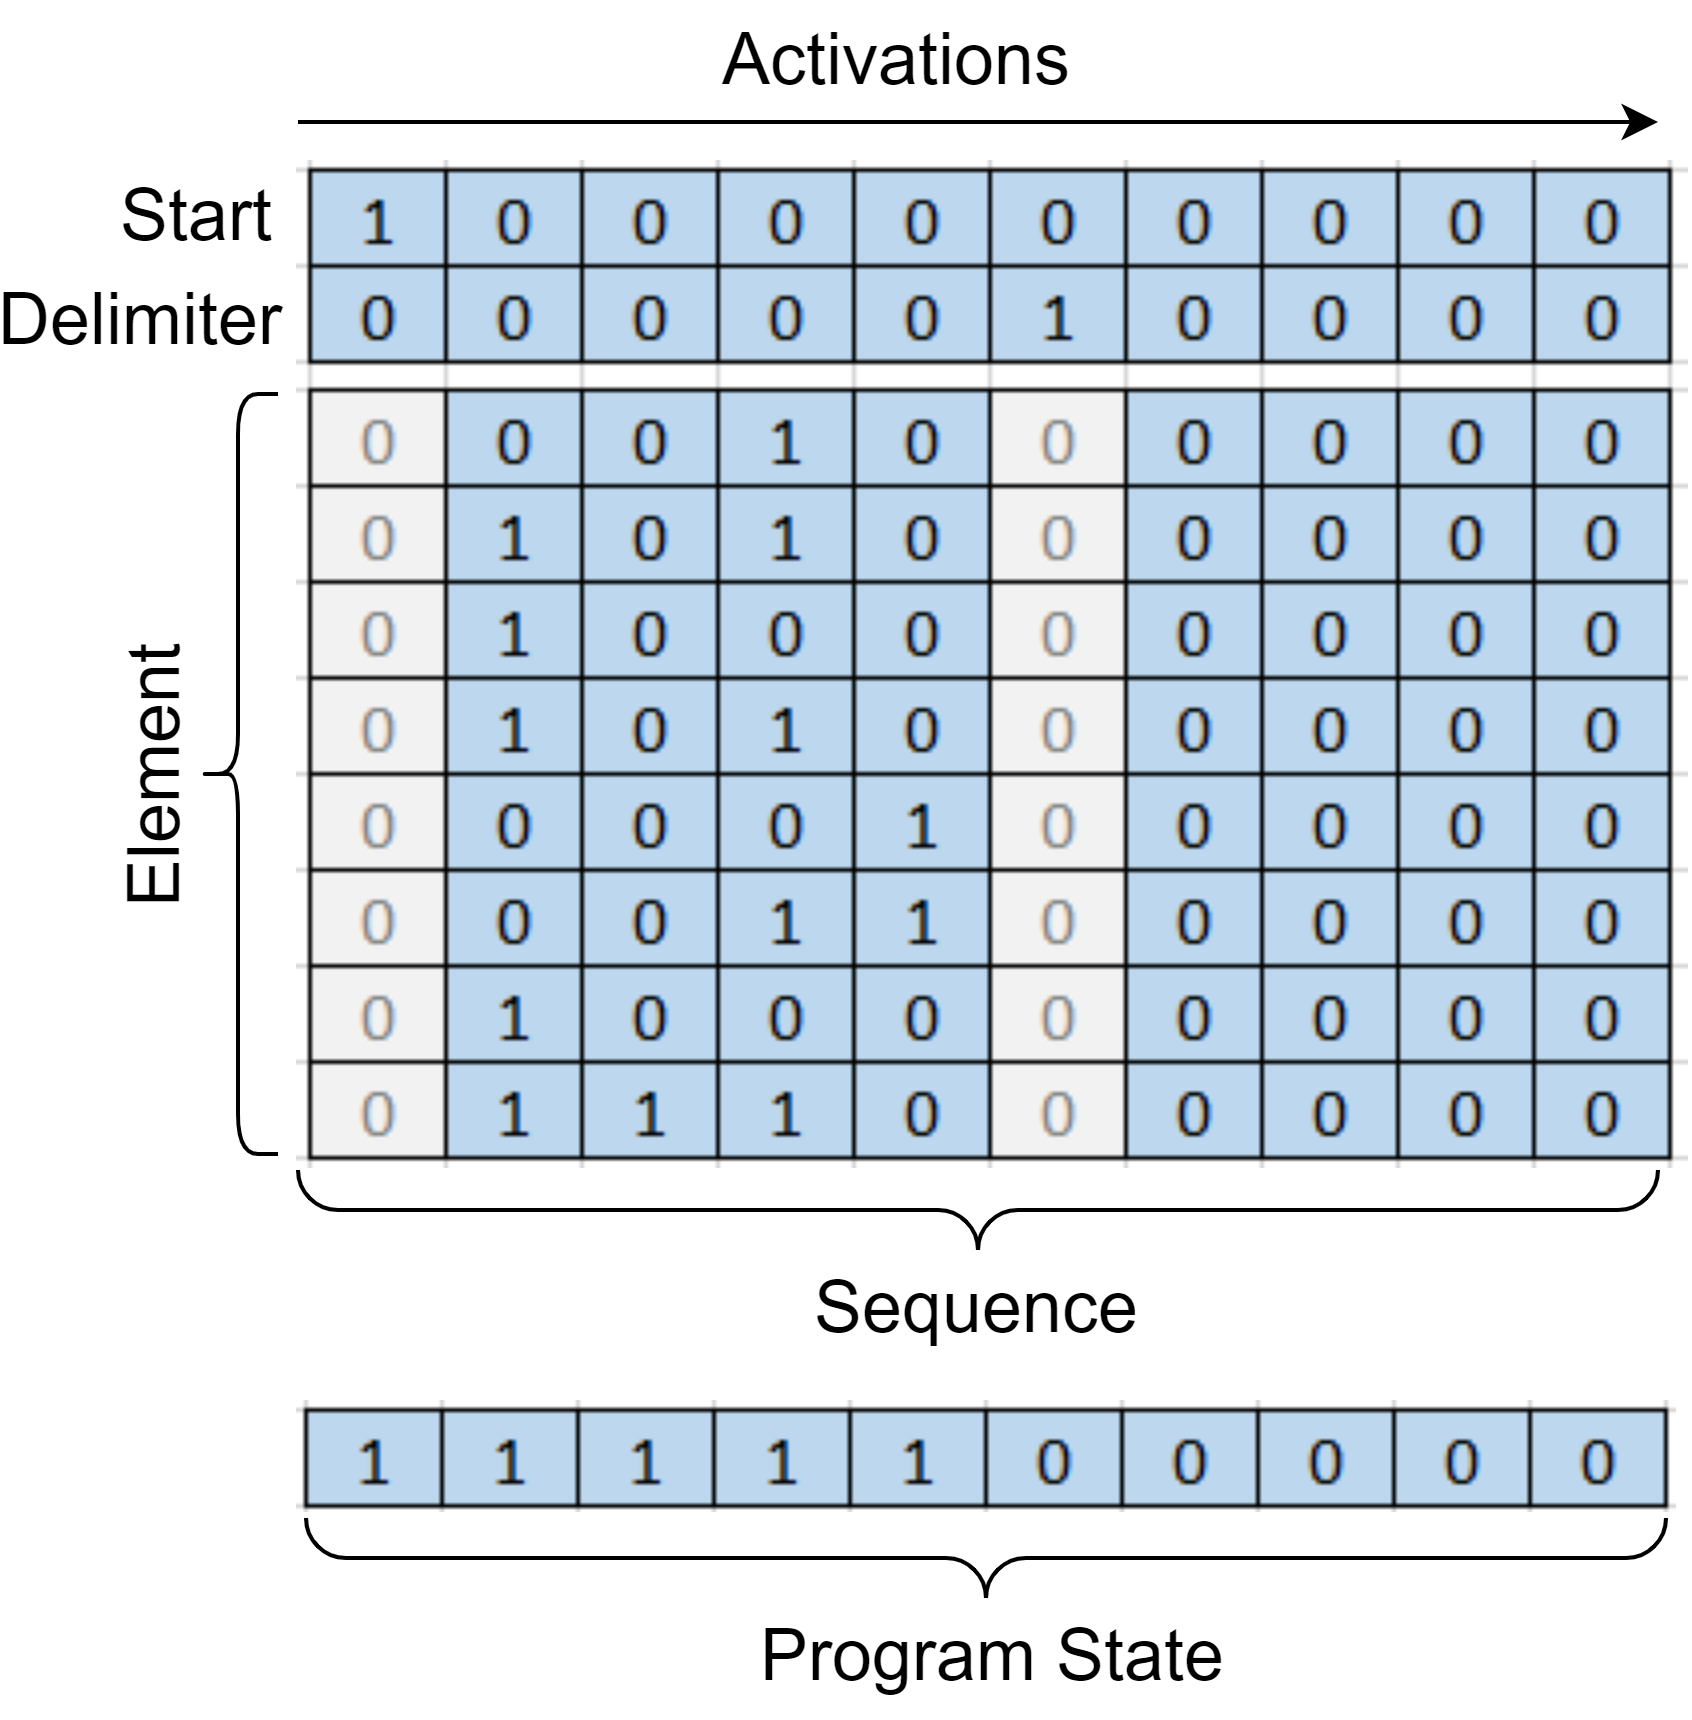 Activations
Start 1 0 0 0 0 0 0 0 0 0
Delimiter 0 0 0 0 0 1 0 0 0 0
Element
0 0 0 1 0 0 0 0 0 0
0 1 0 1 0 0 0 0 0 0
0 1 0 0 0 0 0 0 0 0
0 1 0 1 0 0 0 0 0 0
0 0 0 0 1 0 0 0 0 0
0 0 0 1 1 0 0 0 0 0
0 1 0 0 0 0 0 0 0 0
0 1 1 1 0 0 0 0 0 0
Sequence
1 1 1 1 1 0 0 0 0 0
Program State